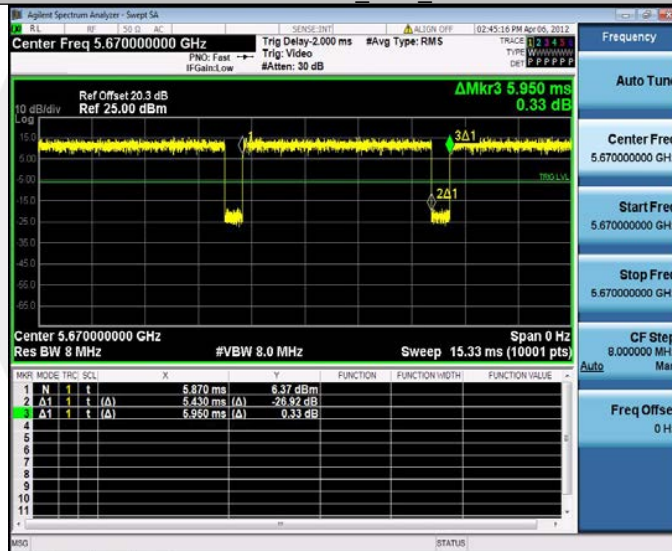 Agilent Spectrum Analyzer - Swept SA
RL RF 50 Ω AC SENSE:INT ALIGN OFF 02:45:16 PM Apr 06, 2012
Center Freq 5.670000000 GHz
PNO: Fast
IFGain:Low
Trig Delay-2.000 ms
Trig: Video
#Atten: 30 dB
#Avg Type: RMS
TRACE 1 2 3 4 5 6
TYPE
DET P P P P P P
Frequency
Auto Tune
Center Freq
5.670000000 GH
Start Freq
5.670000000 GH
Stop Freq
5.670000000 GH
CF Step
8.000000 MH
Auto Man
Freq Offset
0 H
Ref Offset 20.3 dB
10 dB/div Ref 25.00 dBm
Log
ΔMkr3 5.950 ms
0.33 dB
15.0
5.00
-5.00
-15.0
-25.0
-35.0
-45.0
-55.0
-65.0
1
3Δ1
2Δ1
TRIG LVL
Center 5.670000000 GHz Span 0 Hz
Res BW 8 MHz #VBW 8.0 MHz Sweep 15.33 ms (10001 pts)
MKR MODE TRC SCL X Y FUNCTION FUNCTION WIDTH FUNCTION VALUE
1 N 1 t 5.870 ms 6.37 dBm
2 Δ1 1 t (Δ) 5.430 ms (Δ) -26.92 dB
3 Δ1 1 t (Δ) 5.950 ms (Δ) 0.33 dB
4
5
6
7
8
9
10
11
MSG STATUS